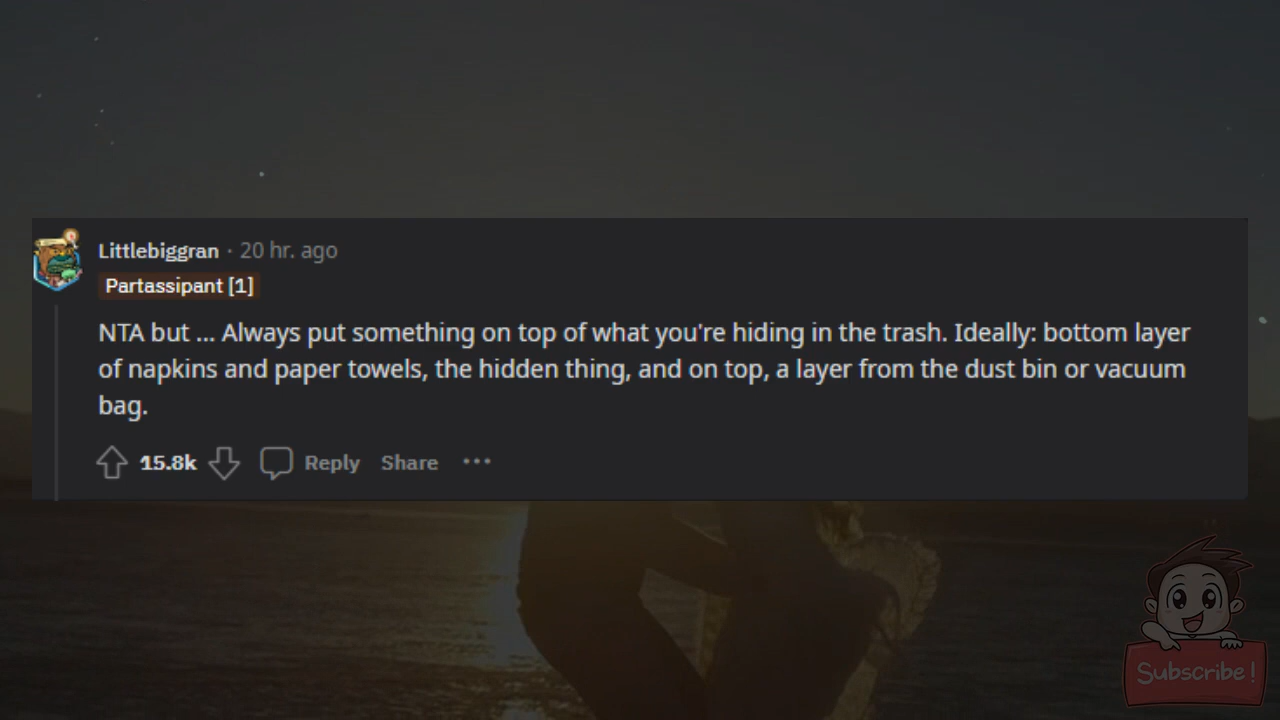 Littlebiggran · 20 hr. ago
Partassipant [1]
NTA but ... Always put something on top of what you're hiding in the trash. Ideally: bottom layer
of napkins and paper towels, the hidden thing, and on top, a layer from the dust bin or vacuum
bag.
15.8k Reply Share ...
Subscribe!